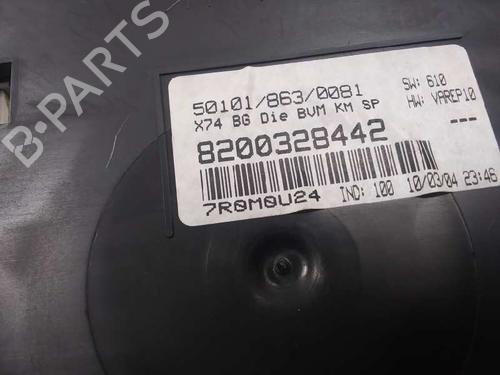 B-PARTS
50101/863/0081
SW: 610
X74 BG Die BVM KM SP
HW: VAREP10
8200328442
---
7R0M0U24
IND: 100
10/03/04 23:46